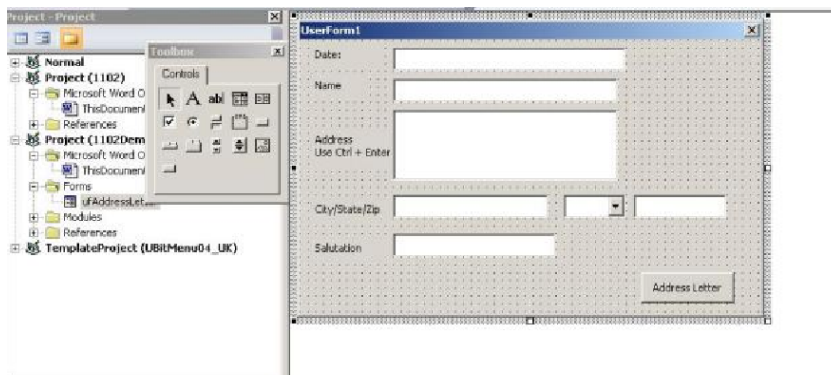 Project - Project
Normal
Project (1102)
Microsoft Word O
ThisDocument
References
Project (1102Dem
Microsoft Word O
ThisDocument
Forms
ufAddressLet
Modules
References
TemplateProject (UBitMenu04_UK)
Toolbox
Controls
A
ab
UserForm1
Date:
Name
Address
Use Ctrl + Enter
City/State/Zip
Salutation
Address Letter